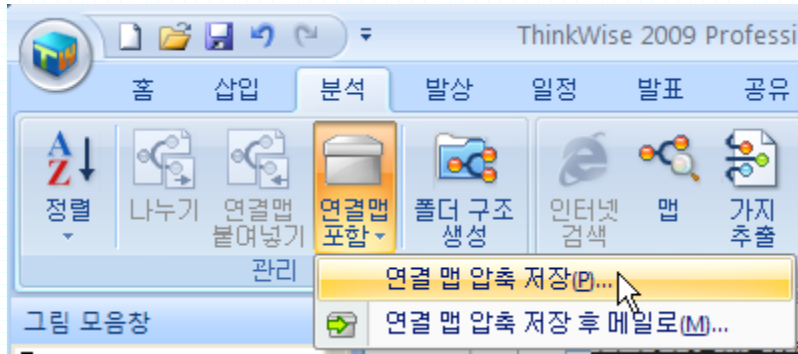 ThinkWise 2009 Professi
홈 삽입 분석 발상 일정 발표 공유
정렬 나누기 연결맵 붙여넣기 연결맵 포함 폴더 구조 생성 인터넷 검색 맵 가지 추출
관리
연결 맵 압축 저장(P)...
그림 모음창
연결 맵 압축 저장 후 메일로(M)...